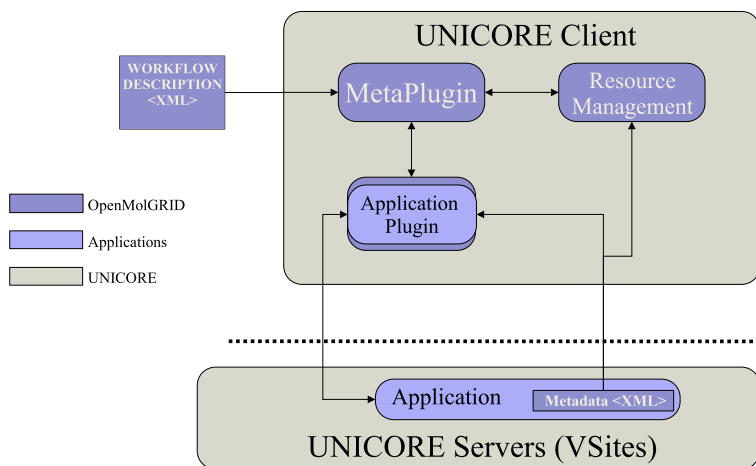 UNICORE Client
WORKFLOW
DESCRIPTION
<XML>
MetaPlugin
Resource
Management
Application
Plugin
OpenMolGRID
Applications
UNICORE
Application
Metadata <XML>
UNICORE Servers (VSites)